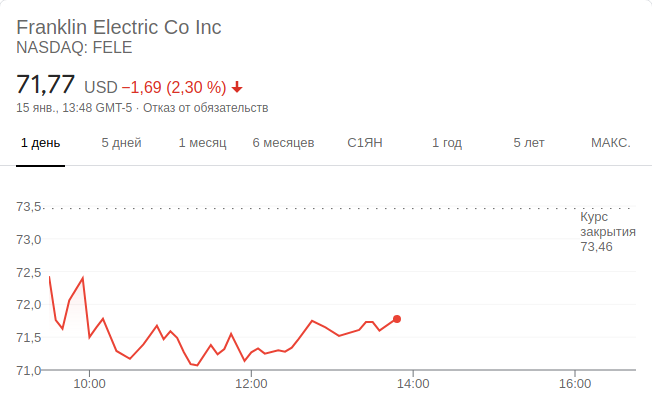 Franklin Electric Co Inc
NASDAQ: FELE
71,77 USD −1,69 (2,30 %)
15 янв., 13:48 GMT-5 · Отказ от обязательств
1 день 5 дней 1 месяц 6 месяцев С1ЯН 1 год 5 лет МАКС.
73,5
Курс
закрытия
73,46
73,0
72,5
72,0
71,5
71,0
10:00 12:00 14:00 16:00